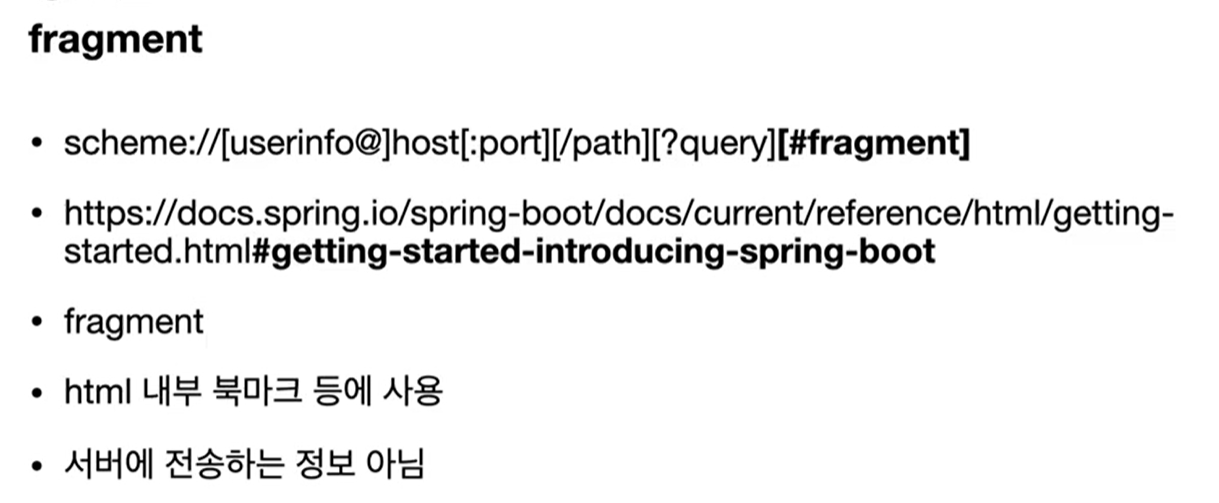 fragment
• scheme://[userinfo@]host[:port][/path][?query][#fragment]
• https://docs.spring.io/spring-boot/docs/current/reference/html/getting-
started.html#getting-started-introducing-spring-boot
• fragment
• html 내부 북마크 등에 사용
• 서버에 전송하는 정보 아님